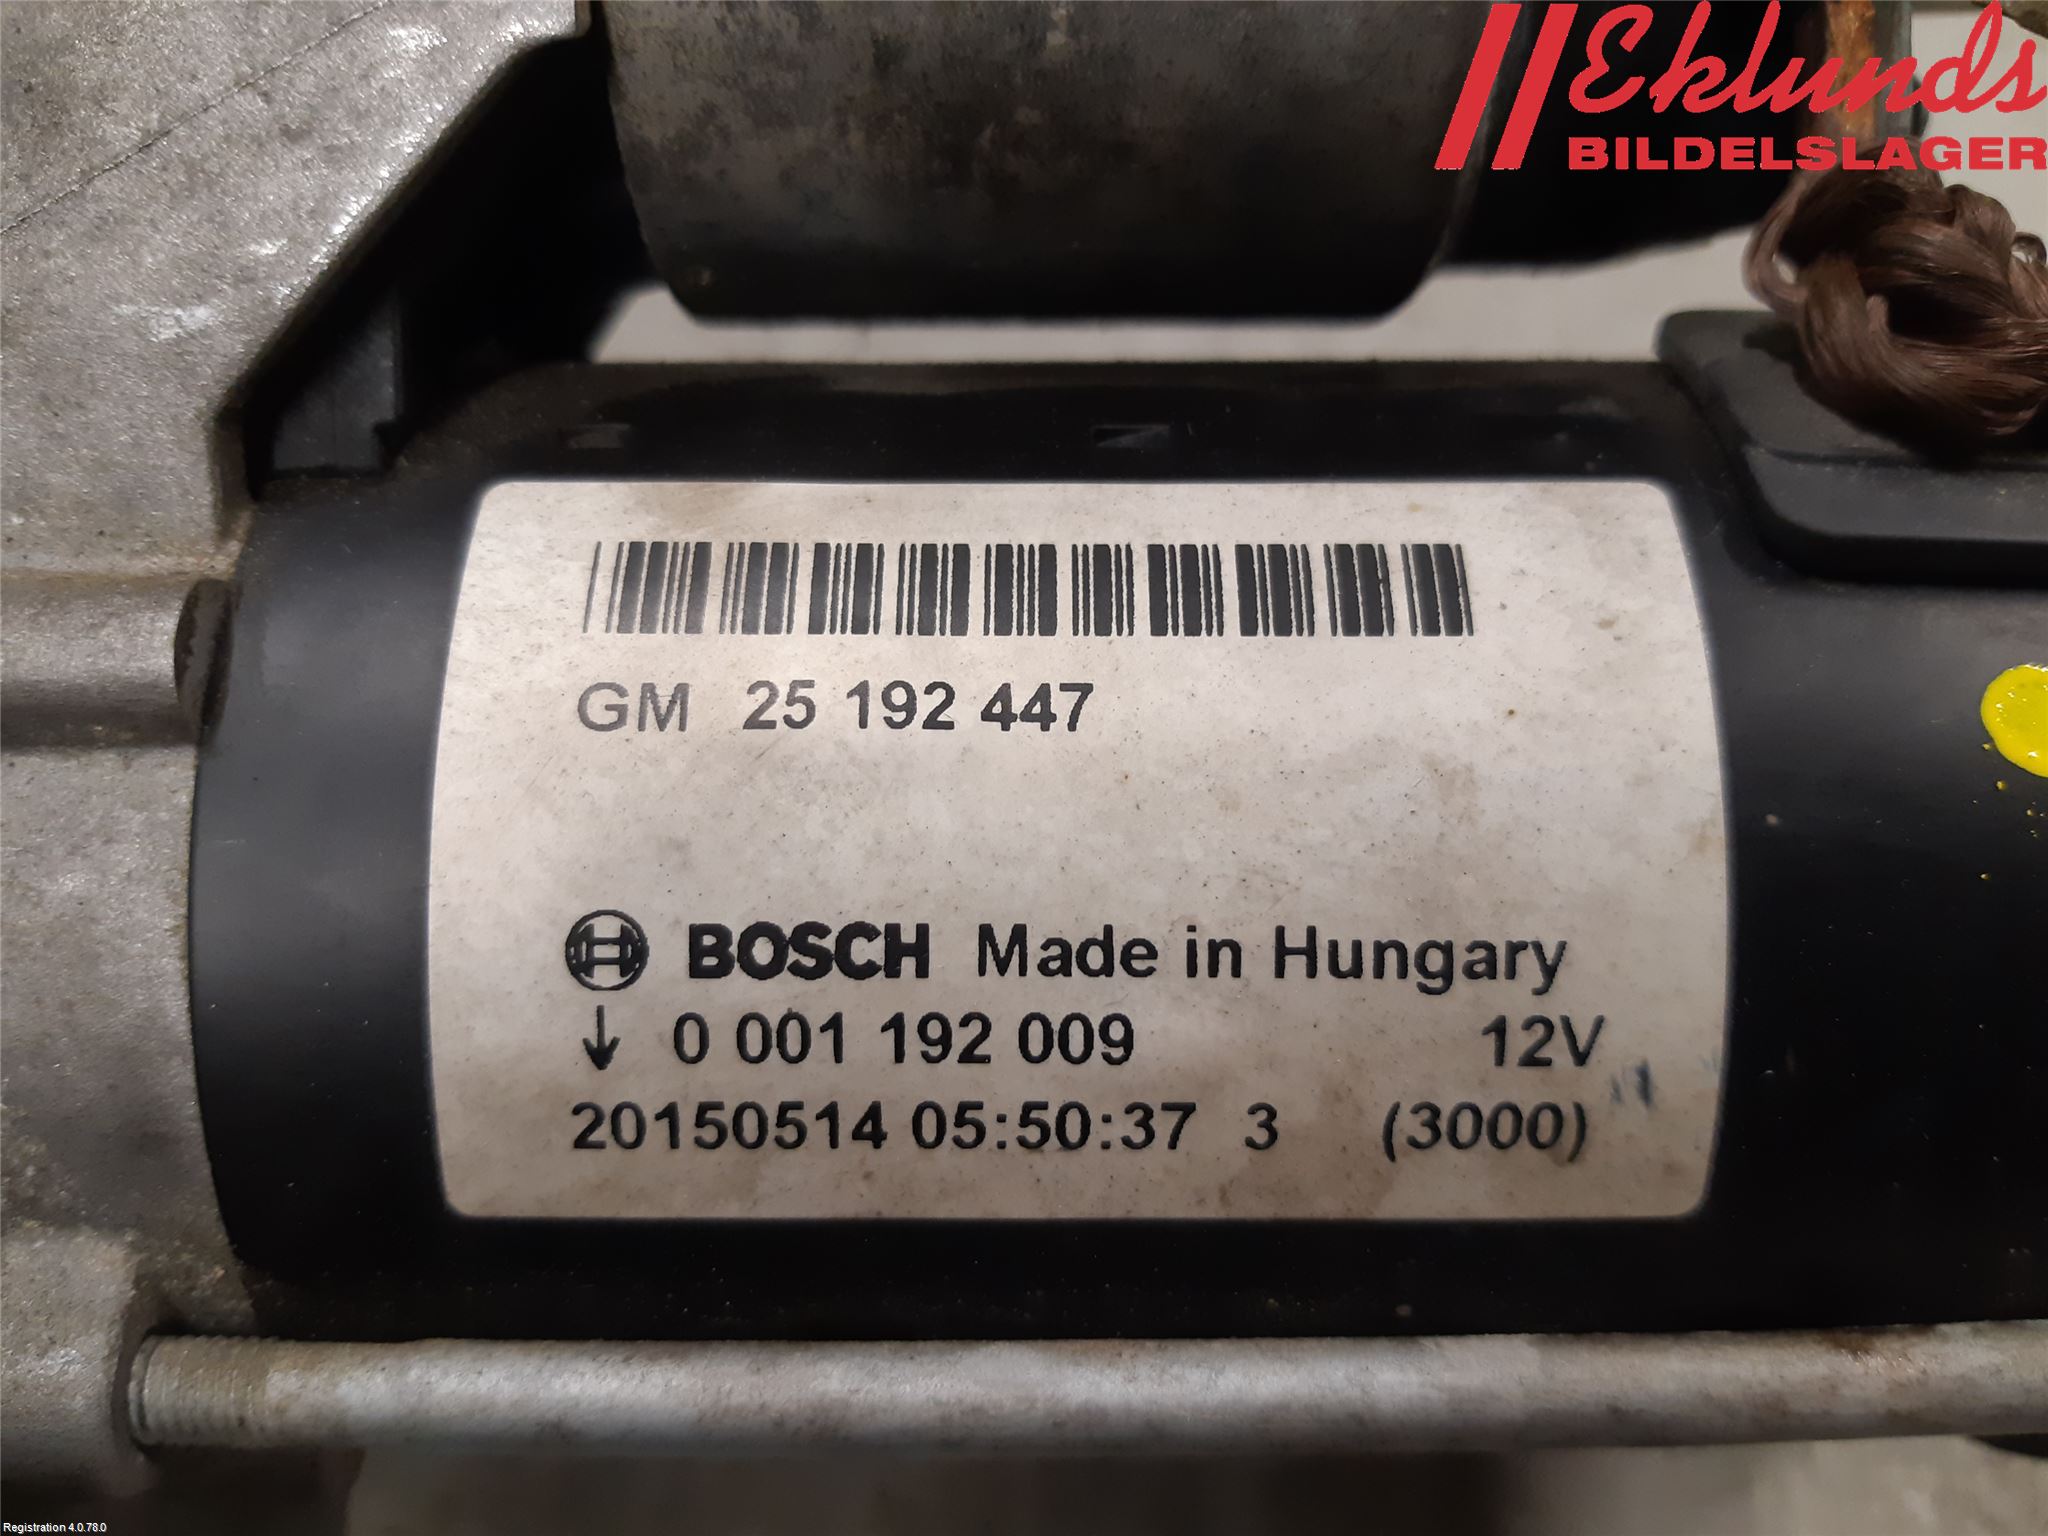 Eklunds
BILDELSLAGER
GM 25 192 447
BOSCH Made in Hungary
↓ 0 001 192 009 12V
20150514 05:50:37 3 (3000)
Registration 4.0.78.0